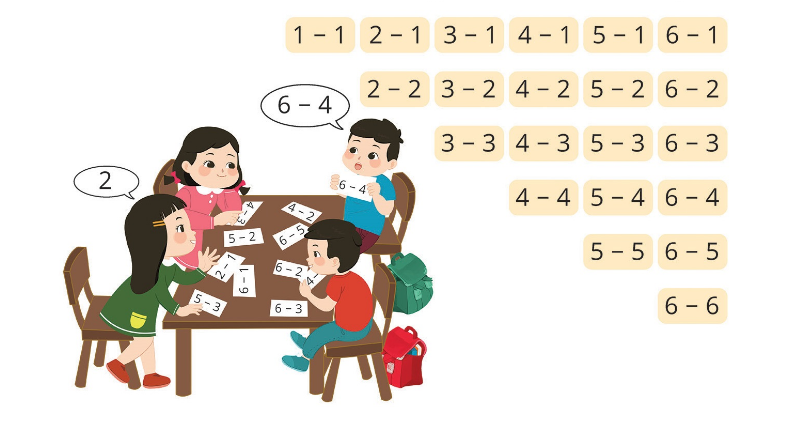 1 − 1 2 − 1 3 − 1 4 − 1 5 − 1 6 − 1
2 − 2 3 − 2 4 − 2 5 − 2 6 − 2
3 − 3 4 − 3 5 − 3 6 − 3
4 − 4 5 − 4 6 − 4
5 − 5 6 − 5
6 − 6
6 − 4
2
6 − 4
4 − 3
4 − 2
5 − 2
6 − 5
2 − 1
6 − 1
6 − 2
5 − 3
6 − 3